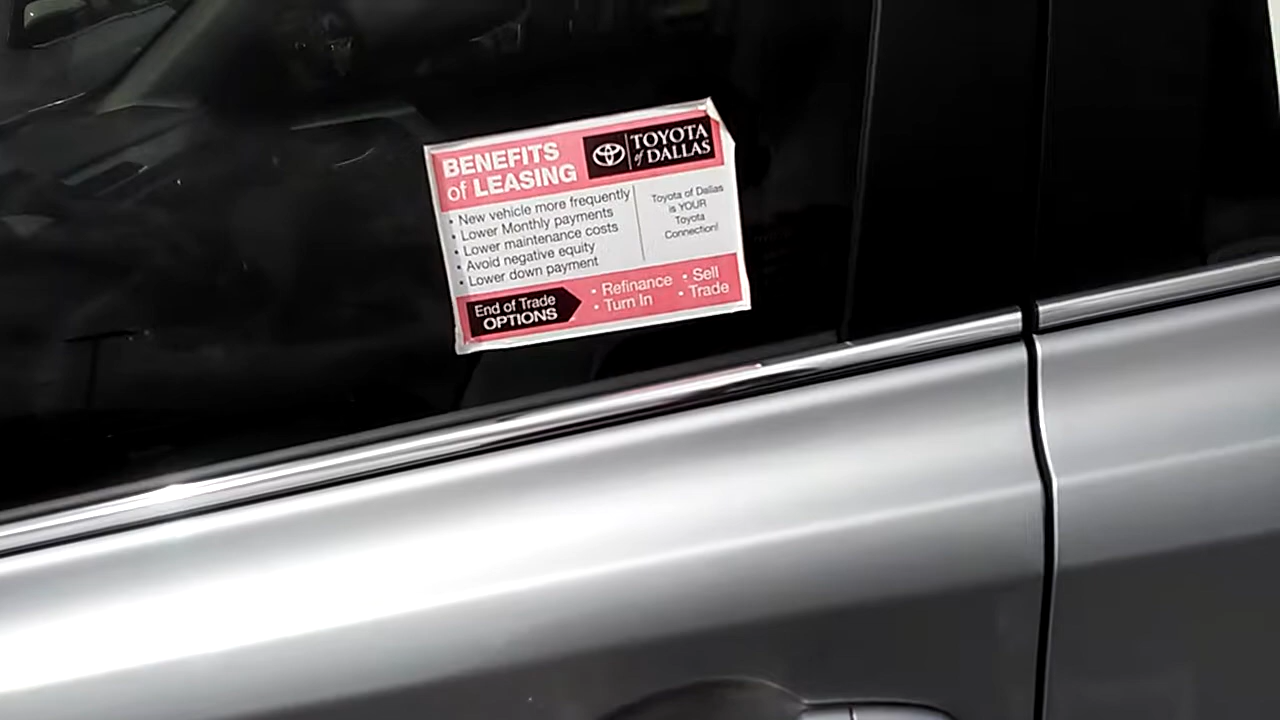 BENEFITS
of LEASING
TOYOTA
of DALLAS
• New vehicle more frequently
• Lower Monthly payments
• Lower maintenance costs
• Avoid negative equity
• Lower down payment
Toyota of Dallas
is YOUR
Toyota
Connection!
End of Trade
OPTIONS
• Refinance • Sell
• Turn In • Trade